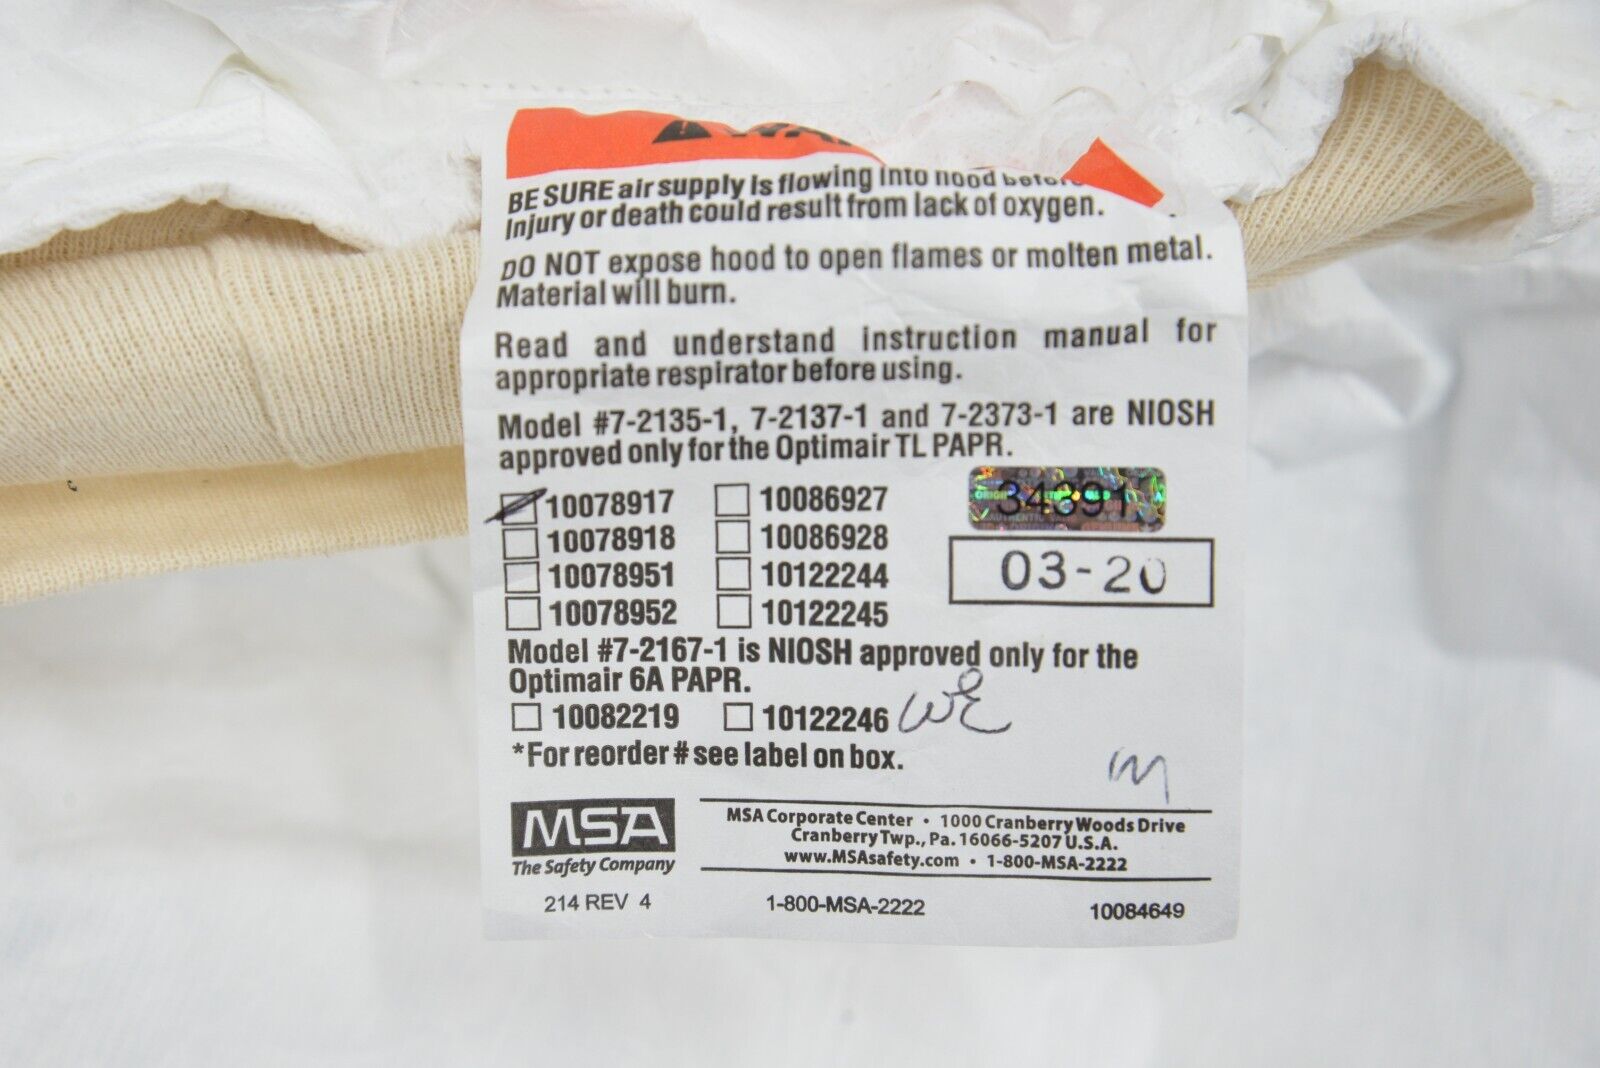 BE SURE air supply is flowing into hood before
Injury or death could result from lack of oxygen.
DO NOT expose hood to open flames or molten metal.
Material will burn.
Read and understand instruction manual for
appropriate respirator before using.
Model #7-2135-1, 7-2137-1 and 7-2373-1 are NIOSH
approved only for the Optimair TL PAPR.
10078917 10086927
10078918 10086928
10078951 10122244
10078952 10122245
34391
03-20
Model #7-2167-1 is NIOSH approved only for the
Optimair 6A PAPR.
10082219 10122246
*For reorder # see label on box.
MSA
The Safety Company
MSA Corporate Center • 1000 Cranberry Woods Drive
Cranberry Twp., Pa. 16066-5207 U.S.A.
www.MSAsafety.com • 1-800-MSA-2222
214 REV 4 1-800-MSA-2222 10084649